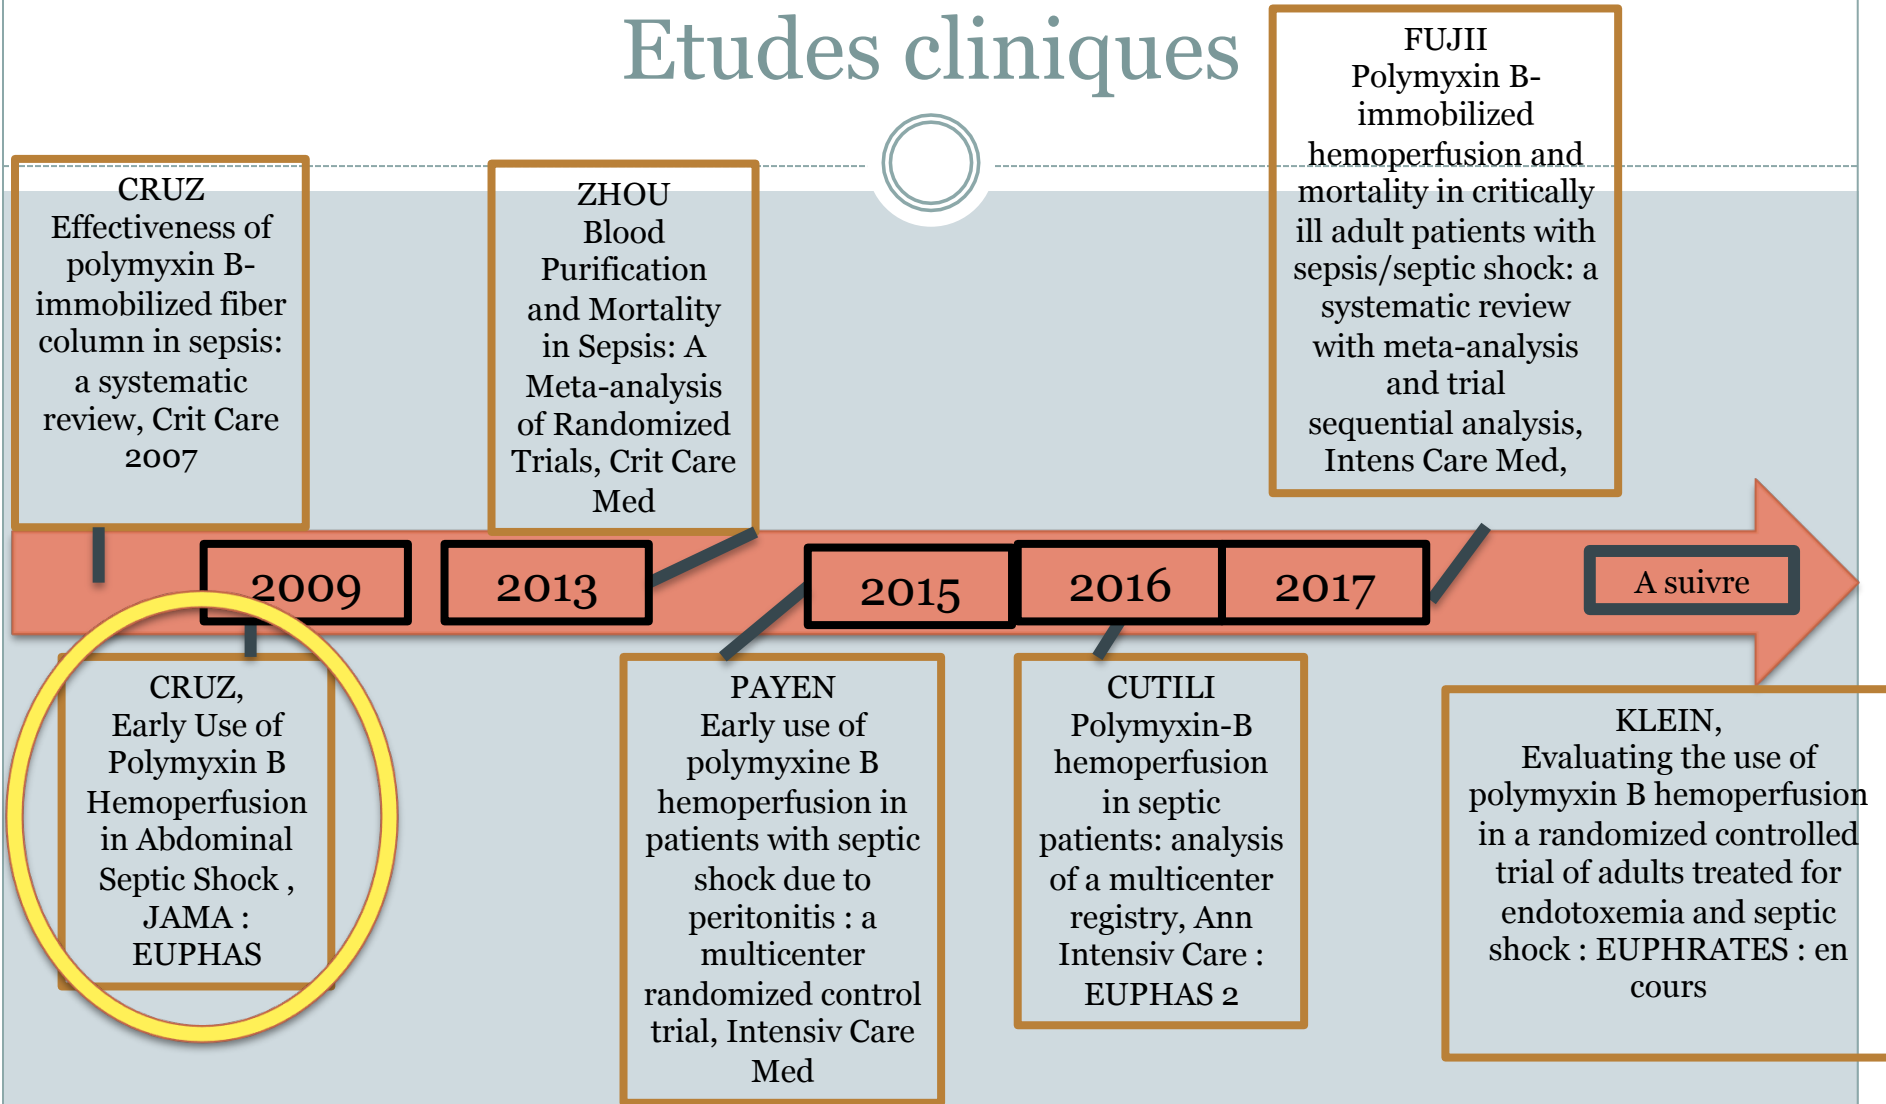 Etudes cliniques
CRUZ
Effectiveness of
polymyxin B-
immobilized fiber
column in sepsis:
a systematic
review, Crit Care
2007
ZHOU
Blood
Purification
and Mortality
in Sepsis: A
Meta-analysis
of Randomized
Trials, Crit Care
Med
FUJII
Polymyxin B-
immobilized
hemoperfusion and
mortality in critically
ill adult patients with
sepsis/septic shock: a
systematic review
with meta-analysis
and trial
sequential analysis,
Intens Care Med,
2009
2013
2015
2016
2017
A suivre
CRUZ,
Early Use of
Polymyxin B
Hemoperfusion
in Abdominal
Septic Shock ,
JAMA :
EUPHAS
PAYEN
Early use of
polymyxine B
hemoperfusion in
patients with septic
shock due to
peritonitis : a
multicenter
randomized control
trial, Intensiv Care
Med
CUTILI
Polymyxin-B
hemoperfusion
in septic
patients: analysis
of a multicenter
registry, Ann
Intensiv Care :
EUPHAS 2
KLEIN,
Evaluating the use of
polymyxin B hemoperfusion
in a randomized controlled
trial of adults treated for
endotoxemia and septic
shock : EUPHRATES : en
cours